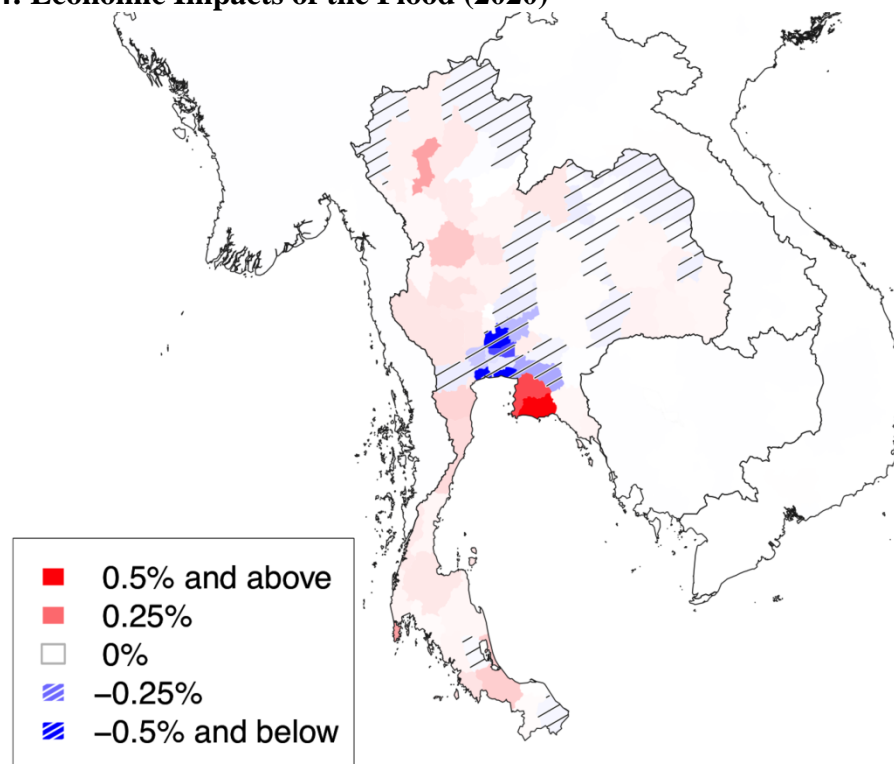 4: Economic Impacts of the Flood (2020)
0.5% and above
0.25%
0%
−0.25%
−0.5% and below